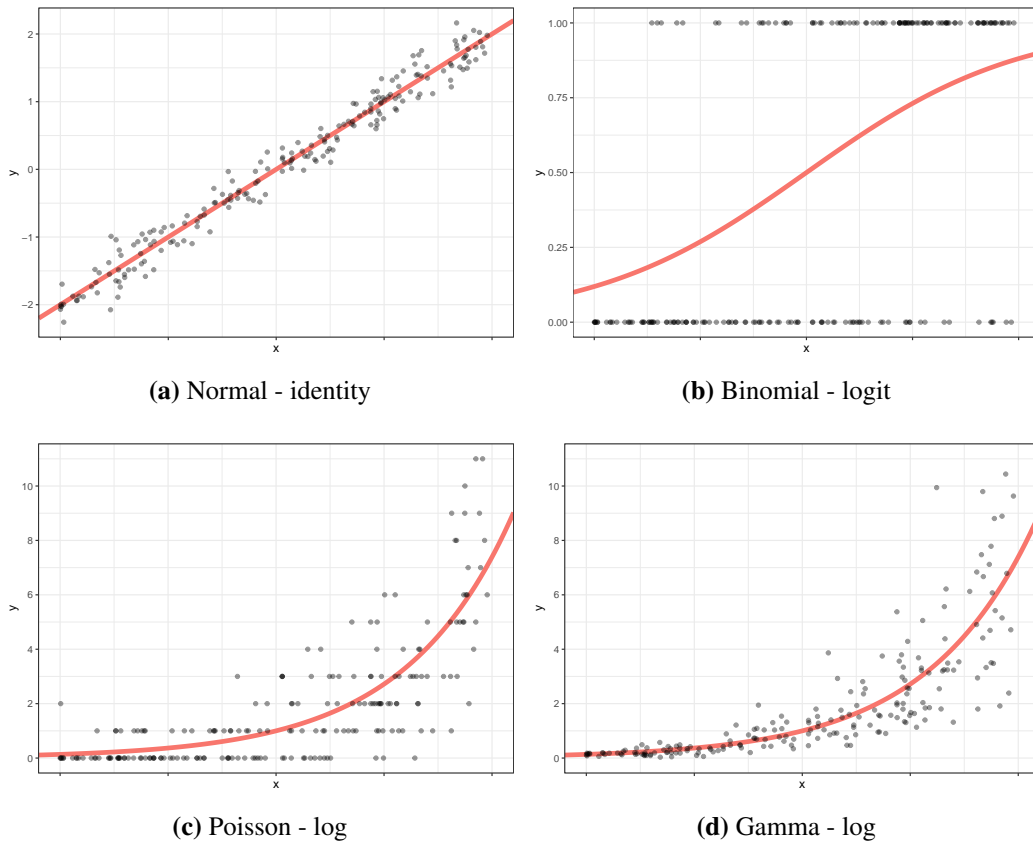 2
1
0
−1
−2
y
x
(a) Normal - identity
1.00
0.75
0.50
0.25
0.00
y
x
(b) Binomial - logit
10
8
6
4
2
0
y
x
(c) Poisson - log
10
8
6
4
2
0
y
x
(d) Gamma - log